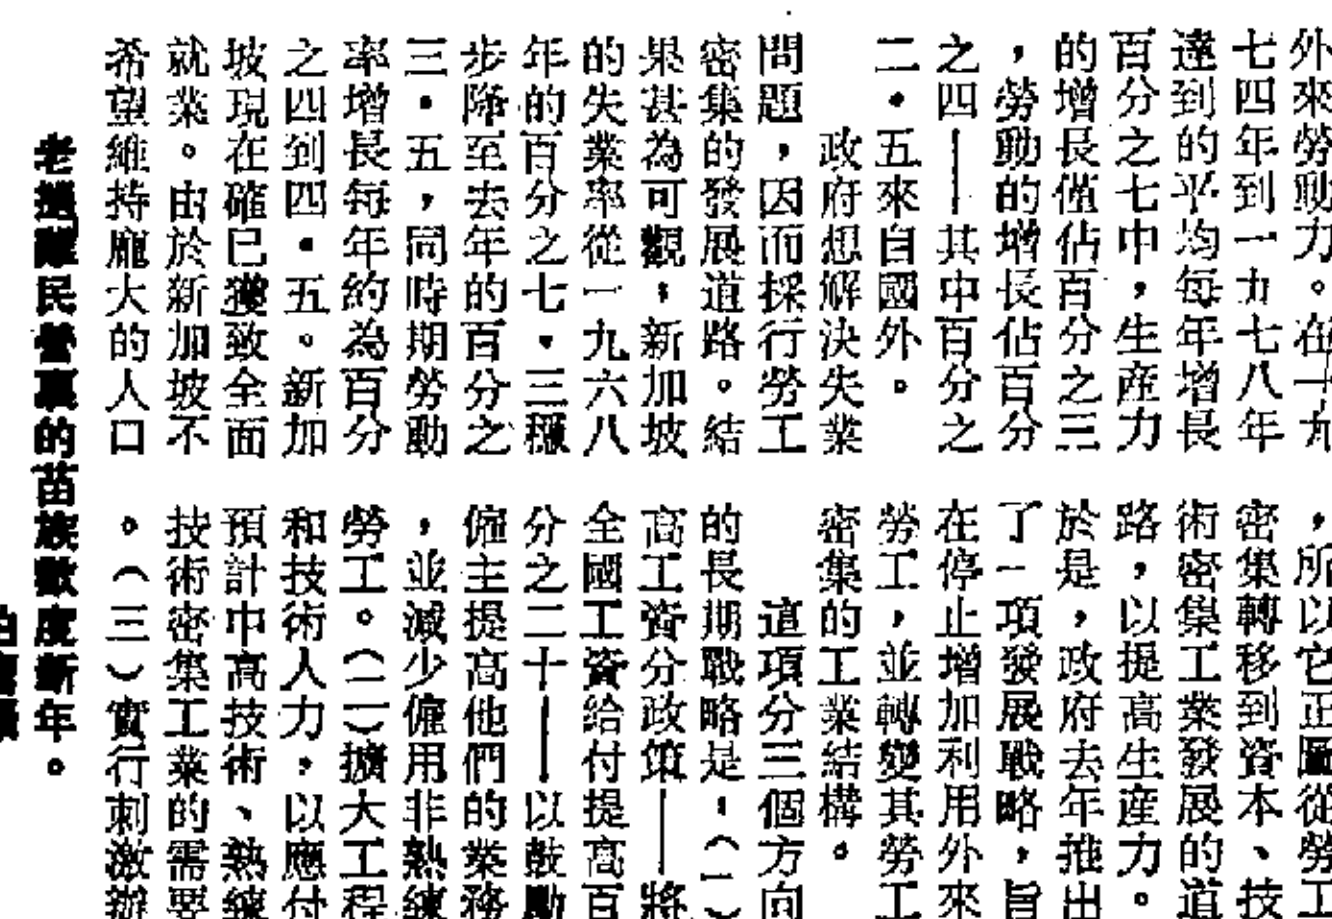 外來勞動力。在一九
七四年到一九七八年
達到的平均每年增長
百分之七中，生産力
的增長僅佔百分之三
，勞動的增長佔百分
之四——其中百分之
二・五來自國外。
政府想解決失業
問題，因而採行勞工
密集的發展道路。結
果甚為可觀，新加坡
的失業率從一九六八
年的百分之七・三穩
步降至去年的百分之
三・五，同時期勞動
率增長每年約為百分
之四到四・五。新加
坡現在確已獲致全面
就業。由於新加坡不
希望維持龐大的人口
，所以它正圖從勞工
密集轉移到資本、技
術密集工業發展的道
路，以提高生産力。
於是，政府去年推出
了一項發展戰略，旨
在停止增加利用外來
勞工，並轉變其勞工
密集的工業結構。
這項分三個方向
的長期戰略是：（一）
高工資分政策——將
全國工資給付提高百
分之二十——以鼓勵
僱主提高他們的業務
，並減少僱用非熟練
勞工。（二）擴大工程
和技術人力，以應付
預計中高技術、熟練
技術密集工業的需要
。（三）實行刺激辦
老撾難民營裏的苗族歡度新年。